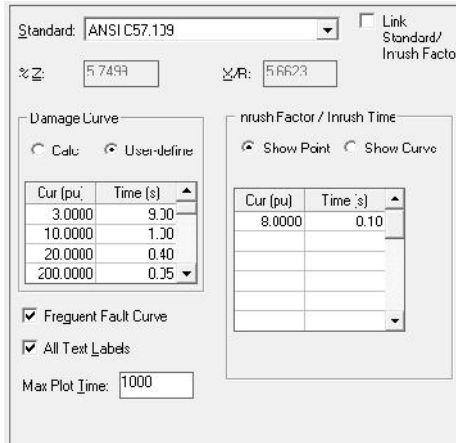 Standard: ANSI C57.109
Link Standard/ Inrush Facto
% Z: 5.7499 X/R: 5.6623
Damage Curve
Calc User-define
Cur (pu) Time (s)
3.0000 9.00
10.0000 1.00
20.0000 0.40
200.0000 0.05
nrush Factor / Inrush Time
Show Point Show Curve
Cur (pu) Time (s)
8.0000 0.10
Frequent Fault Curve
All Text Labels
Max Plot Time: 1000